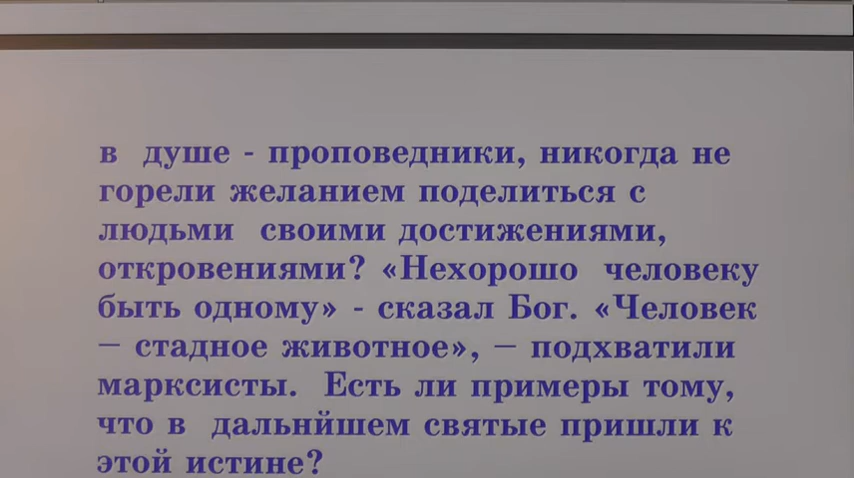 в душе - проповедники, никогда не
горели желанием поделиться с
людьми своими достижениями,
откровениями? «Нехорошо человеку
быть одному» - сказал Бог. «Человек
– стадное животное», – подхватили
марксисты. Есть ли примеры тому,
что в дальнйшем святые пришли к
этой истине?